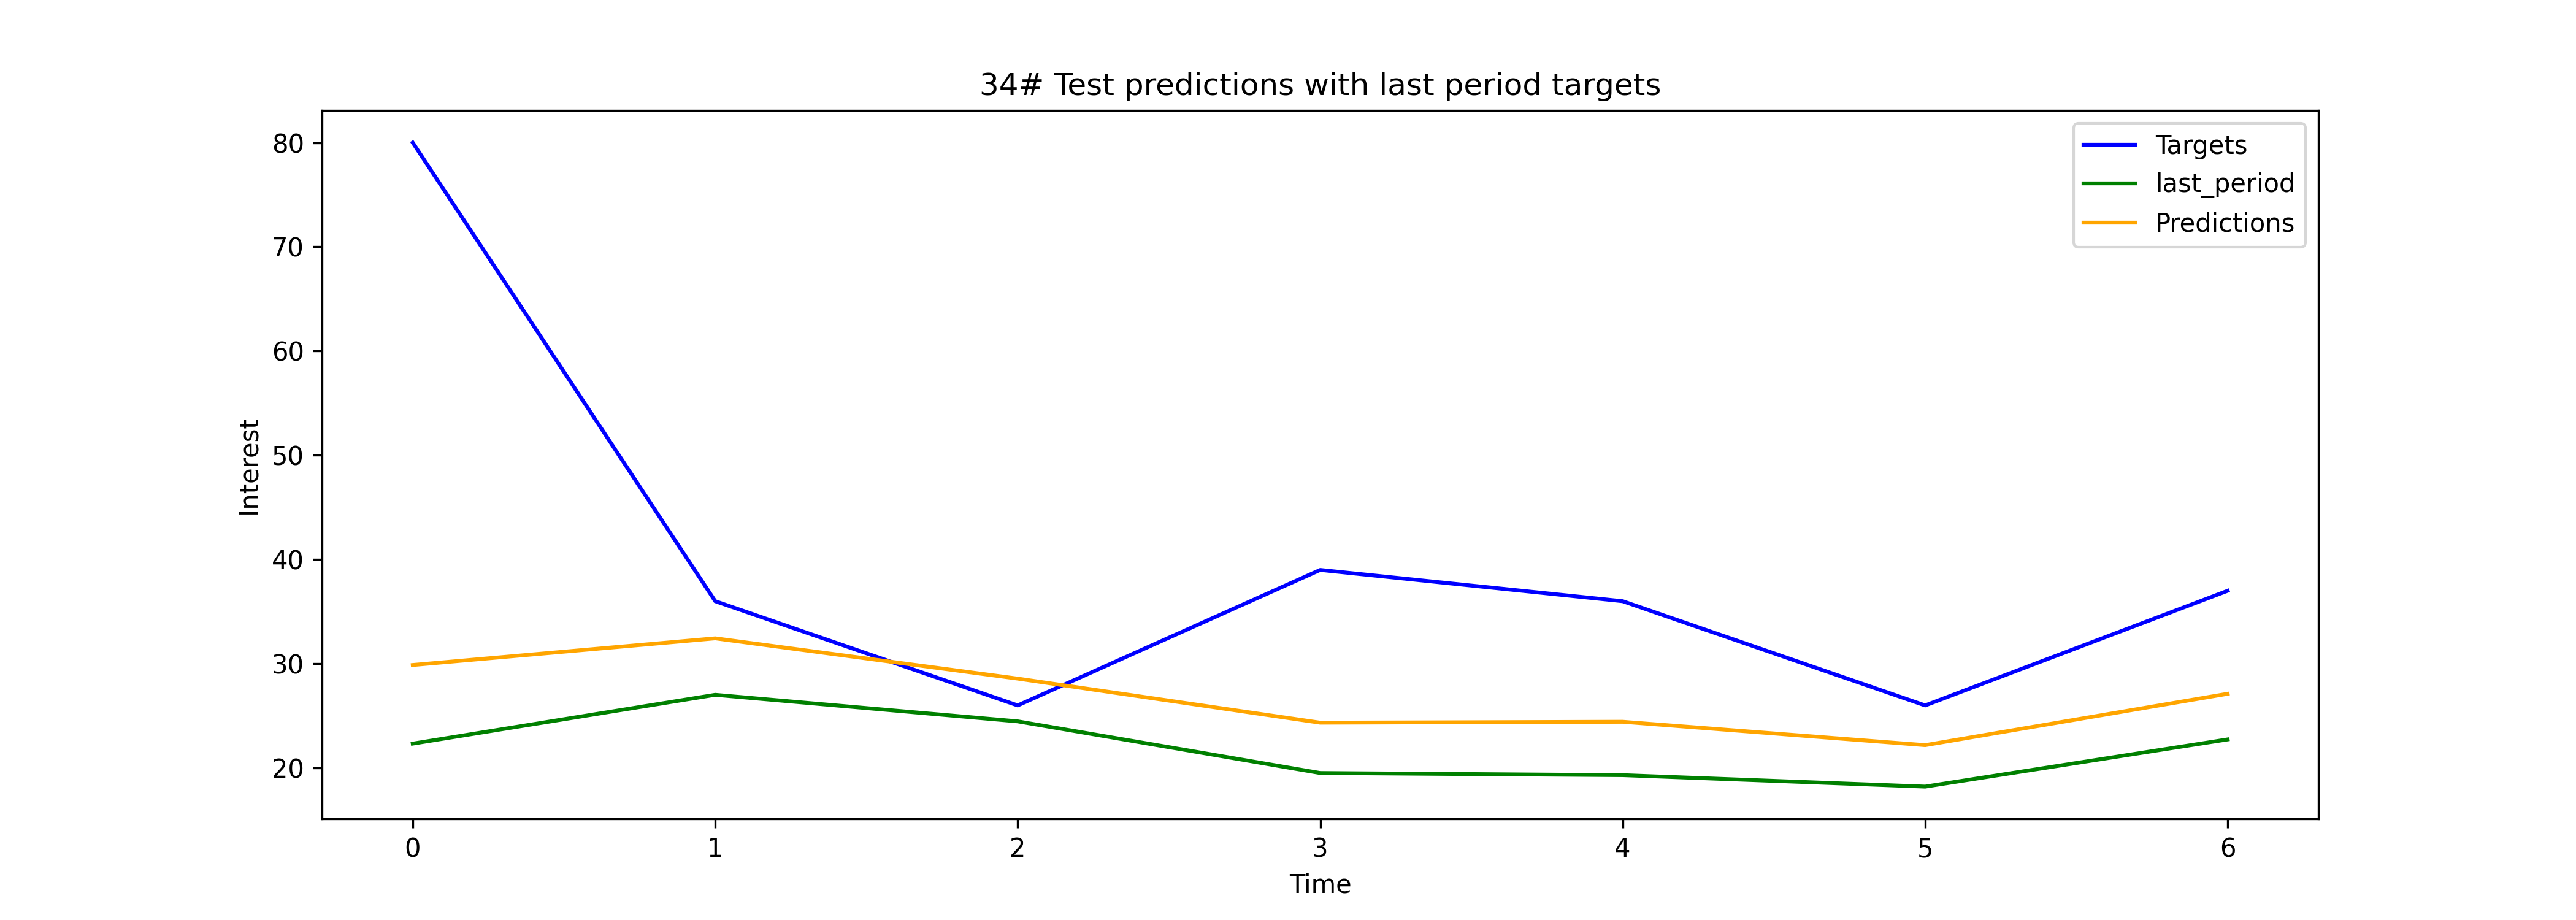 34# Test predictions with last period targets
Targets
last_period
Predictions
80
70
60
50
40
30
20
Interest
0 1 2 3 4 5 6
Time